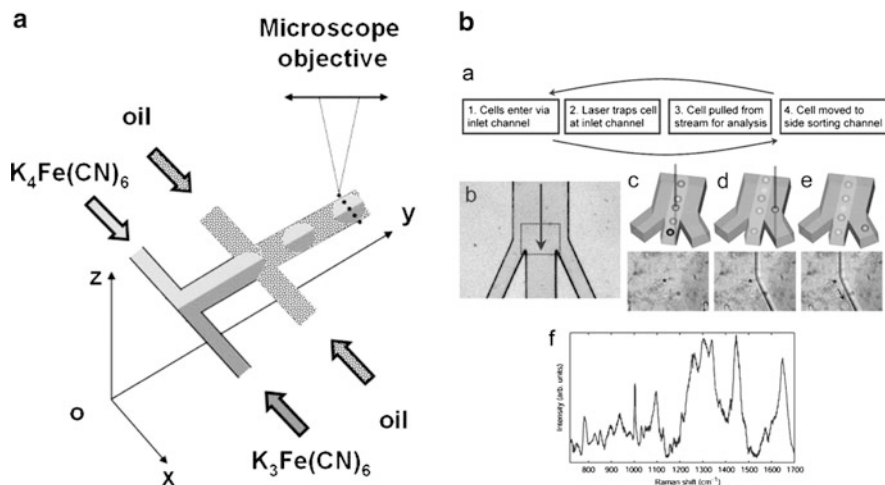 a
Microscope
objective
oil
K4Fe(CN)6
z
y
o
x
oil
K3Fe(CN)6
b
a
1. Cells enter via
inlet channel
2. Laser traps cell
at inlet channel
3. Cell pulled from
stream for analysis
4. Cell moved to
side sorting channel
b
c
d
e
f
Intensity (arb. units)
800 900 1000 1100 1200 1300 1400 1500 1600 1700
Raman shift (cm-1)